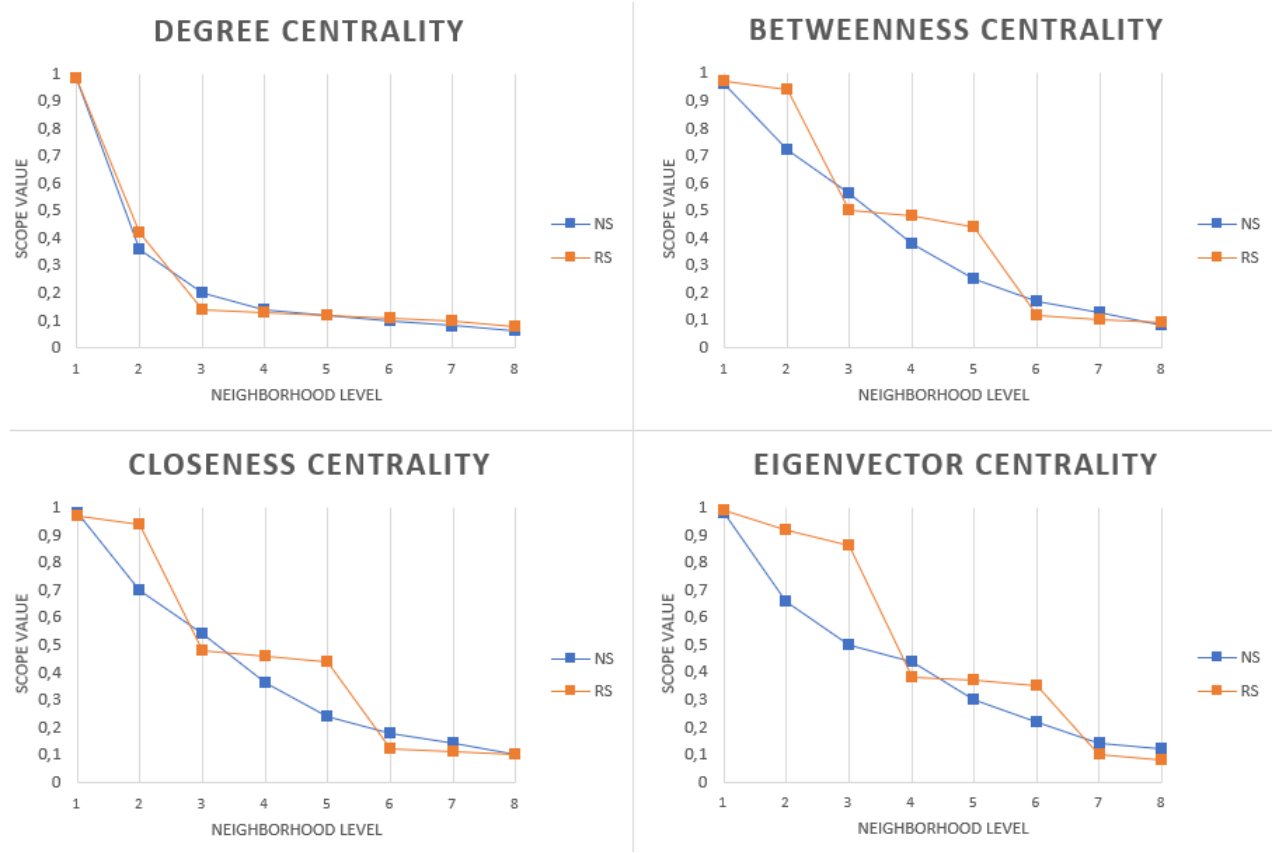 DEGREE CENTRALITY
1
0,9
0,8
0,7
0,6
0,5
0,4
0,3
0,2
0,1
0
SCOPE VALUE
1 2 3 4 5 6 7 8
NEIGHBORHOOD LEVEL
NS
RS
BETWEENNESS CENTRALITY
1
0,9
0,8
0,7
0,6
0,5
0,4
0,3
0,2
0,1
0
SCOPE VALUE
1 2 3 4 5 6 7 8
NEIGHBORHOOD LEVEL
NS
RS
CLOSENESS CENTRALITY
1
0,9
0,8
0,7
0,6
0,5
0,4
0,3
0,2
0,1
0
SCOPE VALUE
1 2 3 4 5 6 7 8
NEIGHBORHOOD LEVEL
NS
RS
EIGENVECTOR CENTRALITY
1
0,9
0,8
0,7
0,6
0,5
0,4
0,3
0,2
0,1
0
SCOPE VALUE
1 2 3 4 5 6 7 8
NEIGHBORHOOD LEVEL
NS
RS